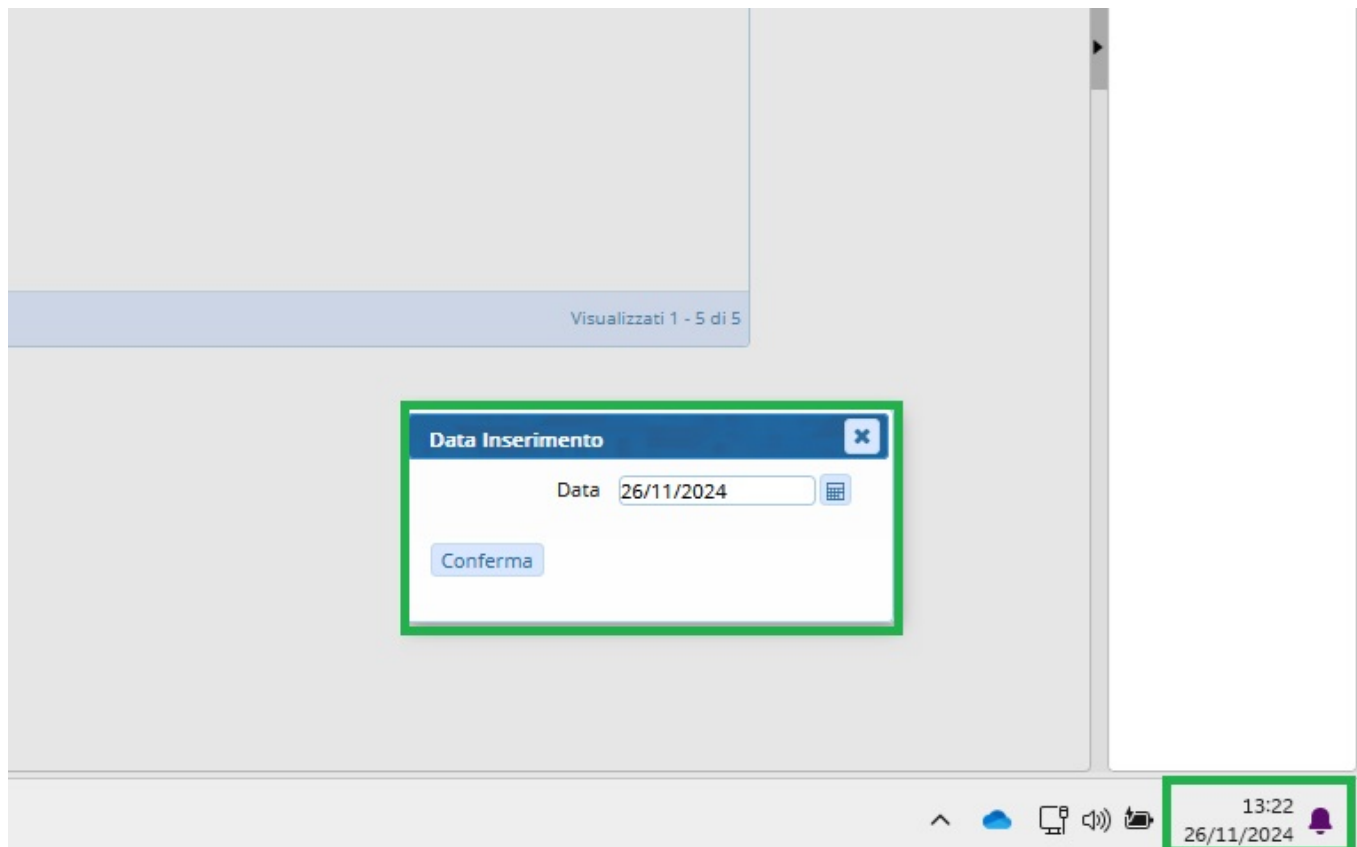 Visualizzati 1 - 5 di 5
Data Inserimento
Data 26/11/2024
Conferma
13:22
26/11/2024